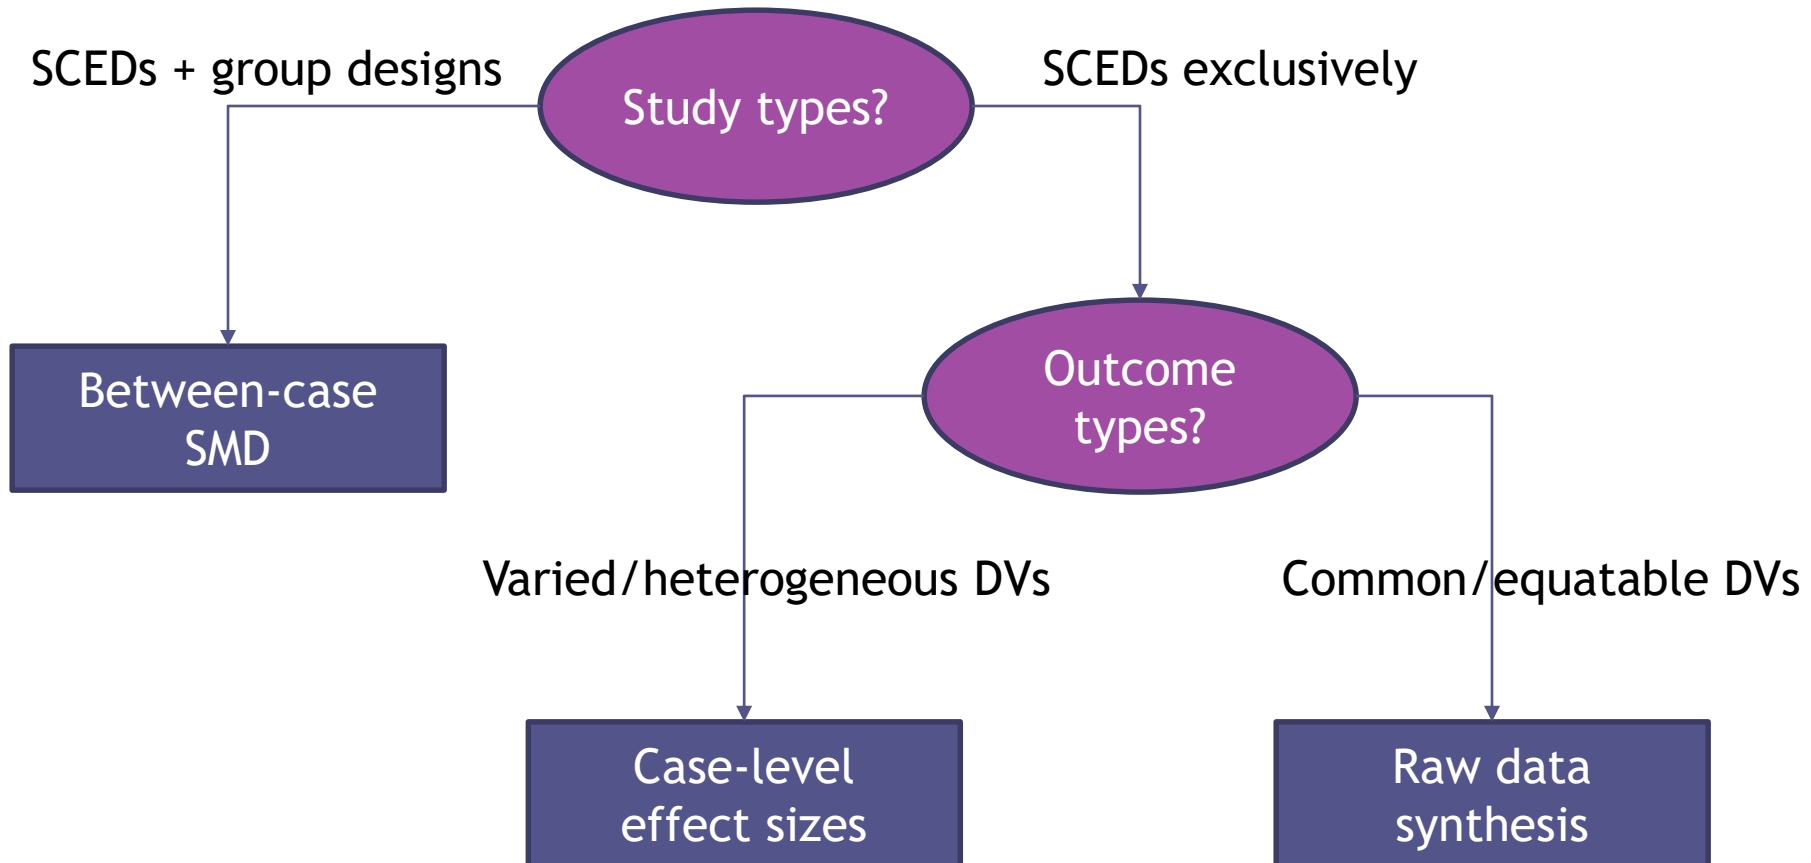 SCEDs + group designs
Study types?
SCEDs exclusively
Between-case
SMD
Outcome
types?
Varied/heterogeneous DVs
Common/equatable DVs
Case-level
effect sizes
Raw data
synthesis